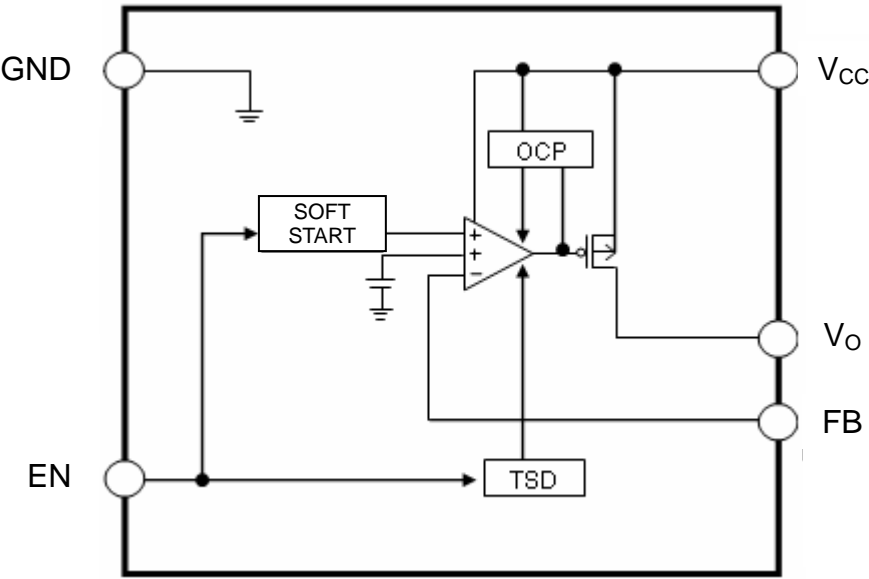 GND
VCC
OCP
SOFT
START
+
+
−
VO
FB
EN
TSD